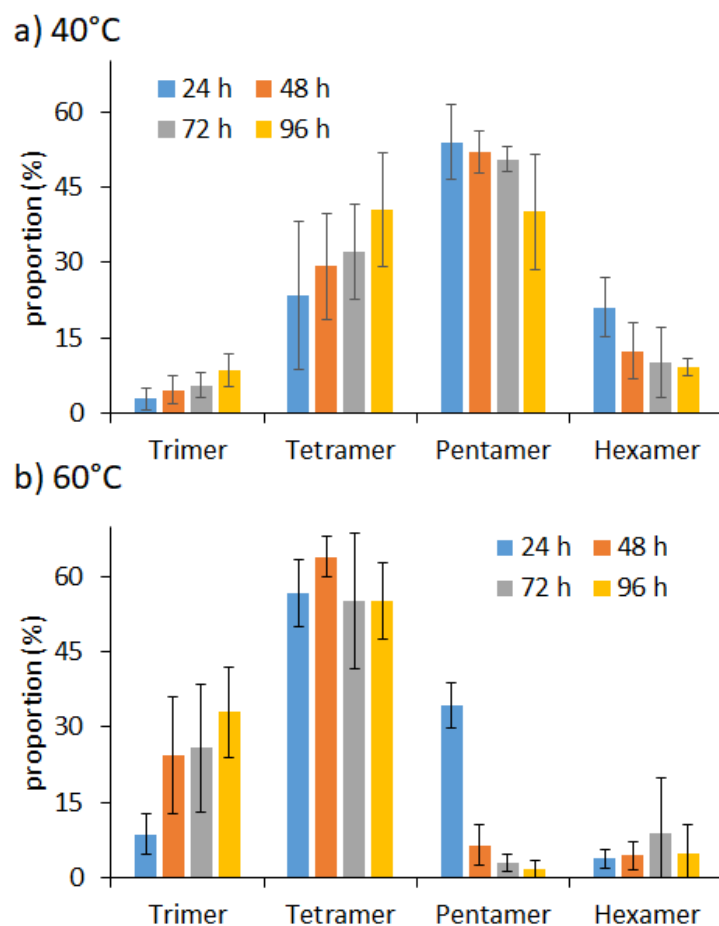 a) 40°C
24 h 48 h
72 h 96 h
60
45
30
15
0
proportion (%)
Trimer Tetramer Pentamer Hexamer
b) 60°C
24 h 48 h
72 h 96 h
60
45
30
15
0
proportion (%)
Trimer Tetramer Pentamer Hexamer